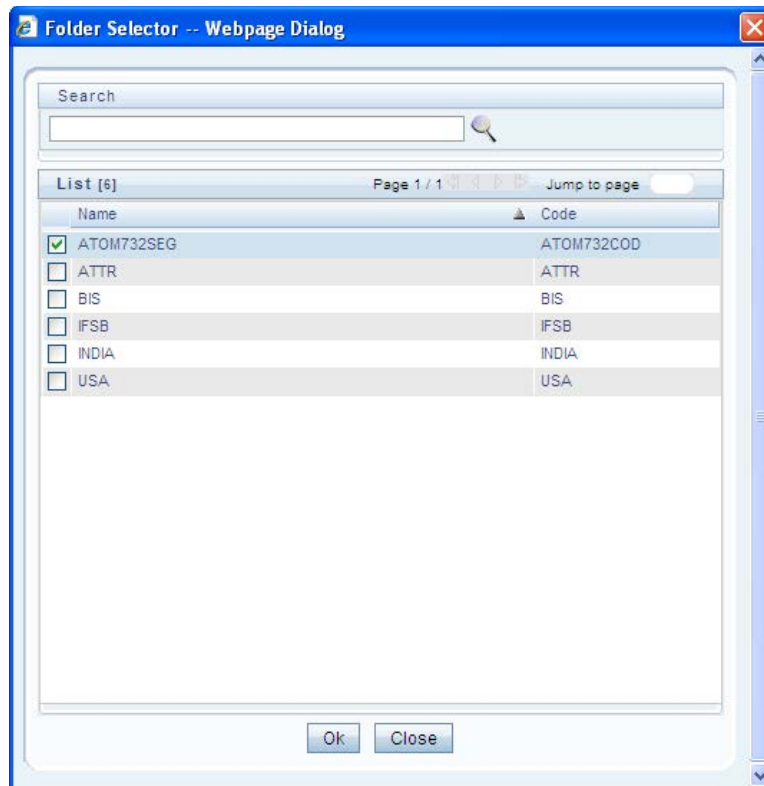 Folder Selector -- Webpage Dialog
Search
List [6] Page 1 / 1 Jump to page
Name Code
ATOM732SEG ATOM732COD
ATTR ATTR
BIS BIS
IFSB IFSB
INDIA INDIA
USA USA
Ok Close